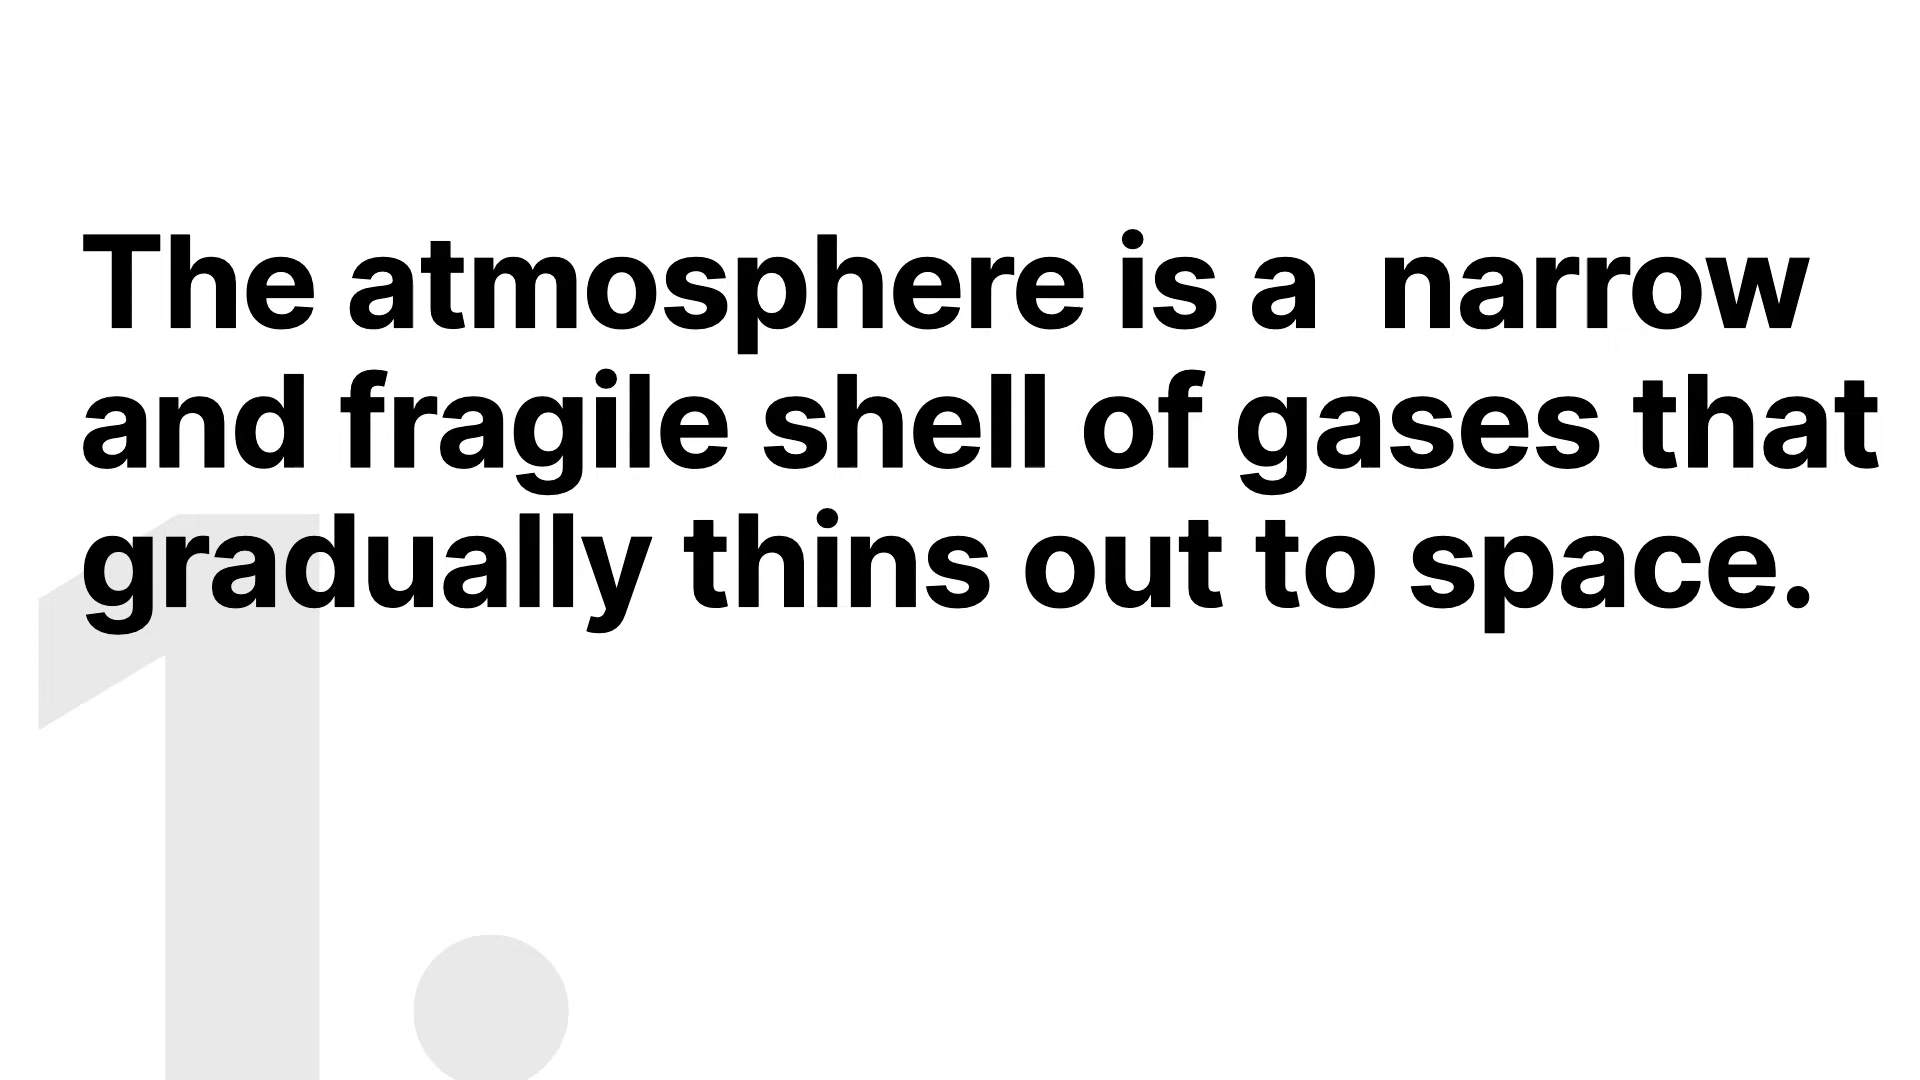 The atmosphere is a  narrow
and fragile shell of gases that
gradually thins out to space.
1.